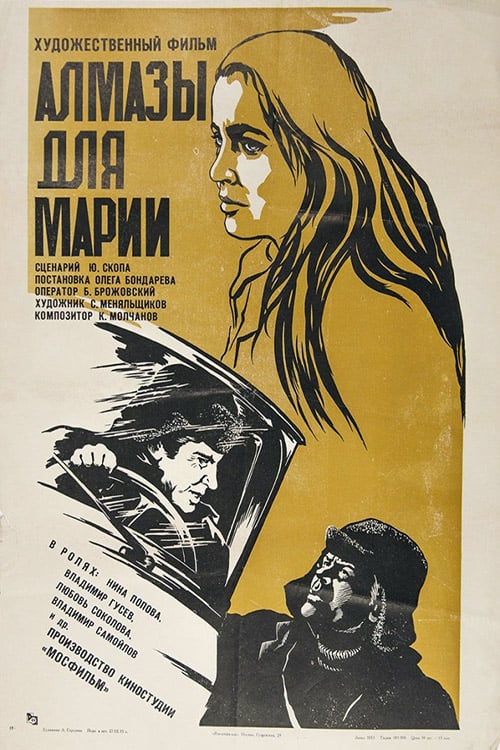 ХУДОЖЕСТВЕННЫЙ ФИЛЬМ
АЛМАЗЫ
ДЛЯ
МАРИИ
СЦЕНАРИЙ Ю. СКОПА
ПОСТАНОВКА ОЛЕГА БОНДАРЕВА
ОПЕРАТОР Б. БРОЖОВСКИЙ
ХУДОЖНИК С. МЕНЯЛЬЩИКОВ
КОМПОЗИТОР К. МОЛЧАНОВ
В РОЛЯХ: НИНА ПОПОВА,
ВЛАДИМИР ГУСЕВ,
ЛЮБОВЬ СОКОЛОВА,
ВЛАДИМИР САМОЙЛОВ
И ДР.
ПРОИЗВОДСТВО КИНОСТУДИИ
"МОСФИЛЬМ"